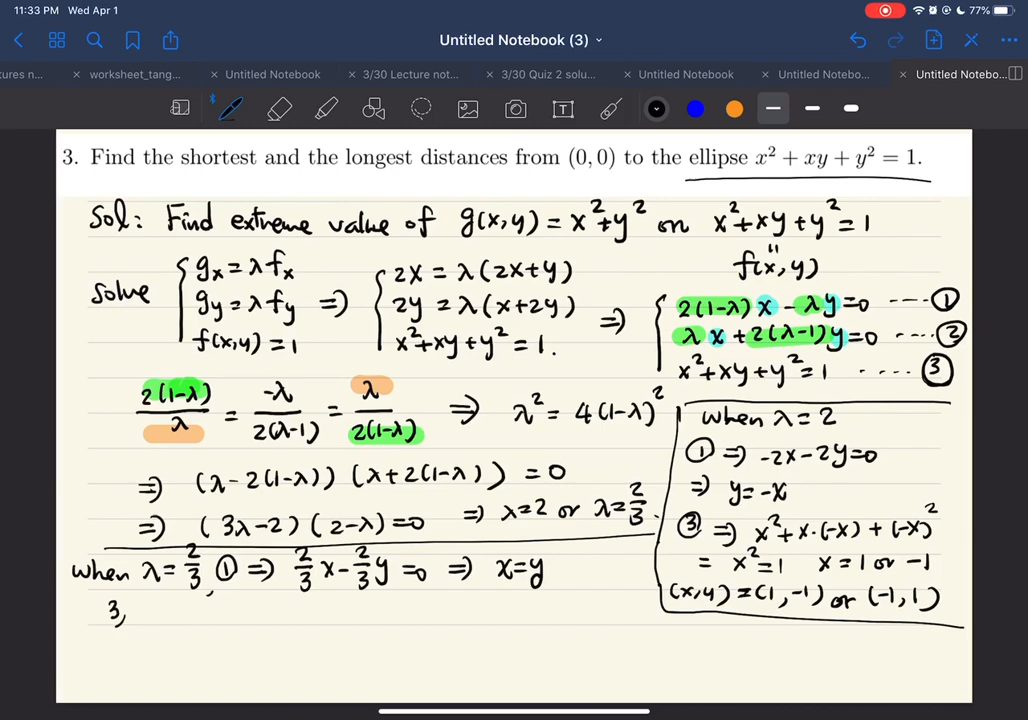 11:33 PM Wed Apr 1
77%
Untitled Notebook (3)
tures n...
worksheet_tang...
Untitled Notebook
3/30 Lecture not...
3/30 Quiz 2 solu...
Untitled Notebook
Untitled Notebo...
Untitled Notebo...
3. Find the shortest and the longest distances from (0, 0) to the ellipse x² + xy + y² = 1.
Sol: Find extreme value of g(x,y) = x²+y² on x²+xy+y² = 1
f(x,y)
Solve { gx = λfx
gy = λfy
f(x,y) = 1
⇒ { 2x = λ(2x+y)
2y = λ(x+2y)
x²+xy+y² = 1.
⇒ { 2(1-λ)x - λy = 0 ---- ①
λx + 2(λ-1)y = 0 ---- ②
x²+xy+y² = 1 ---- ③
2(1-λ)/λ = -λ/2(λ-1) = λ/2(1-λ) ⇒ λ² = 4(1-λ)²
⇒ (λ-2(1-λ))(λ+2(1-λ)) = 0
⇒ (3λ-2)(2-λ) = 0 ⇒ λ=2 or λ=2/3.
when λ = 2
① ⇒ -2x-2y=0
⇒ y=-x
③ ⇒ x²+x·(-x)+(-x)²
= x²=1 x=1 or -1
(x,y) = (1,-1) or (-1,1)
when λ=2/3, ① ⇒ 2/3x - 2/3y = 0 ⇒ x=y
3,